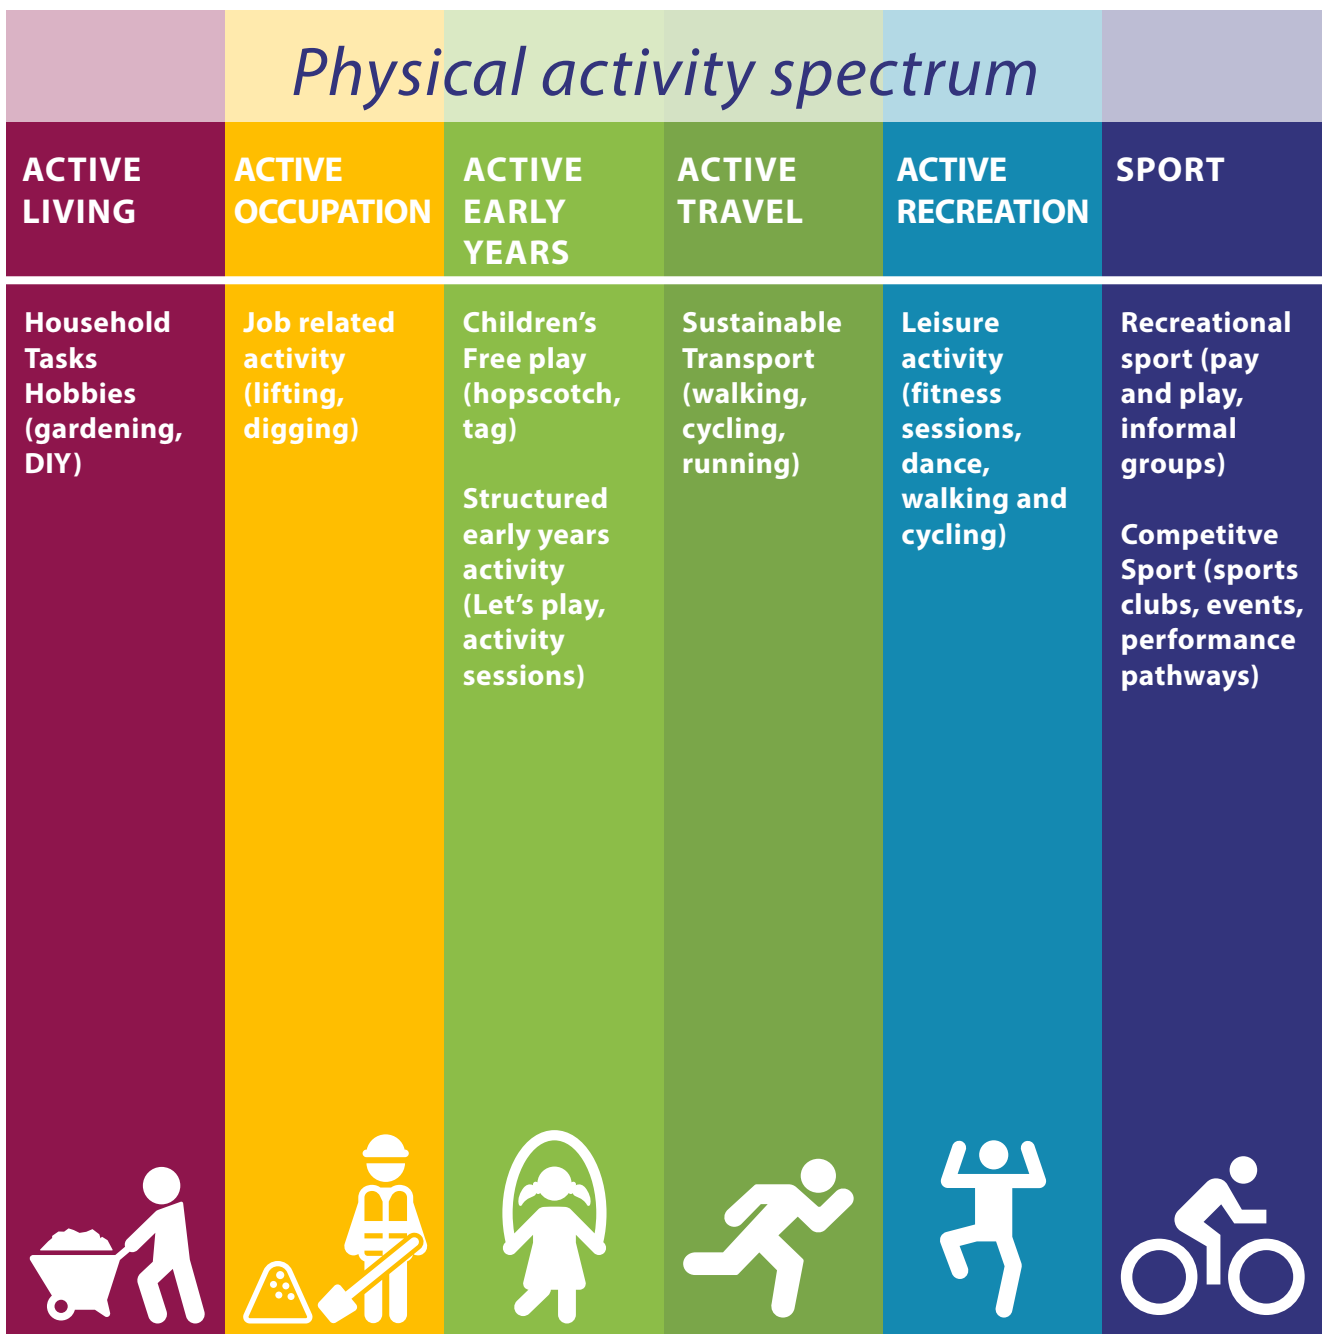 Physical activity spectrum
ACTIVE
LIVING
Household
Tasks
Hobbies
(gardening,
DIY)
ACTIVE
OCCUPATION
Job related
activity
(lifting,
digging)
ACTIVE
EARLY
YEARS
Children’s
Free play
(hopscotch,
tag)
Structured
early years
activity
(Let’s play,
activity
sessions)
ACTIVE
TRAVEL
Sustainable
Transport
(walking,
cycling,
running)
ACTIVE
RECREATION
Leisure
activity
(fitness
sessions,
dance,
walking and
cycling)
SPORT
Recreational
sport (pay
and play,
informal
groups)
Competitve
Sport (sports
clubs, events,
performance
pathways)